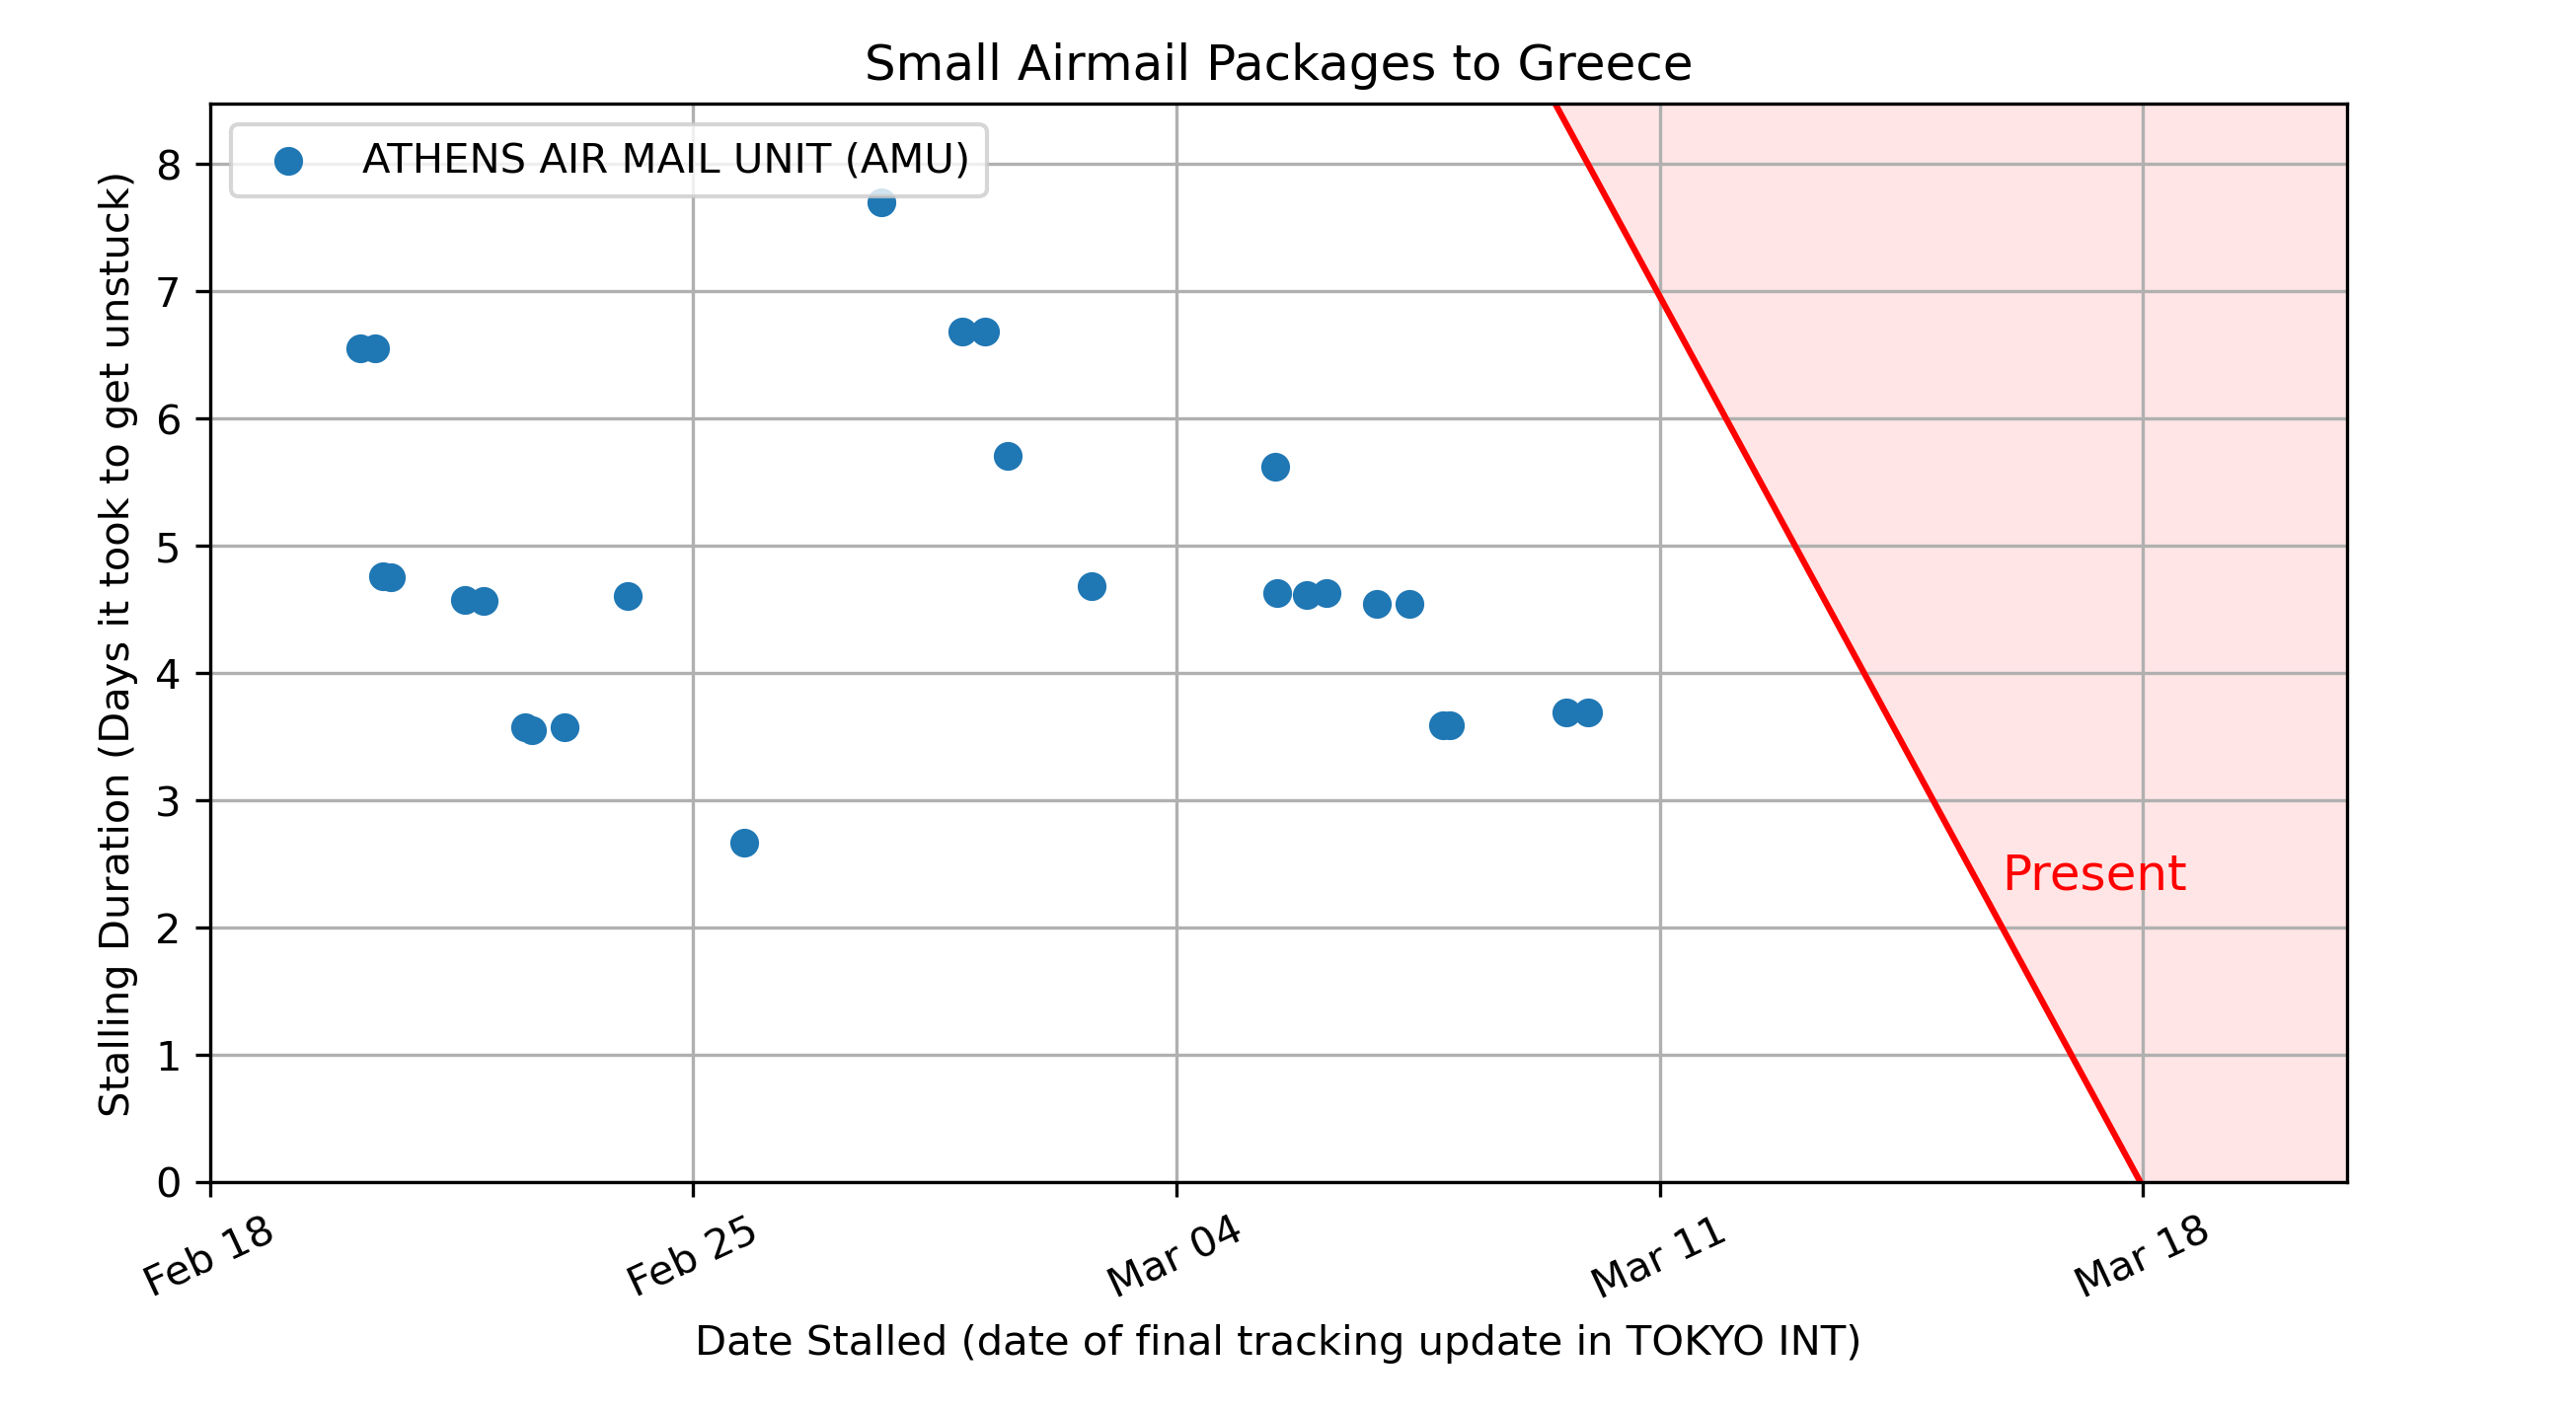 Small Airmail Packages to Greece
ATHENS AIR MAIL UNIT (AMU)
Stalling Duration (Days it took to get unstuck)
8
7
6
5
4
3
2
1
0
Present
Feb 18
Feb 25
Mar 04
Mar 11
Mar 18
Date Stalled (date of final tracking update in TOKYO INT)